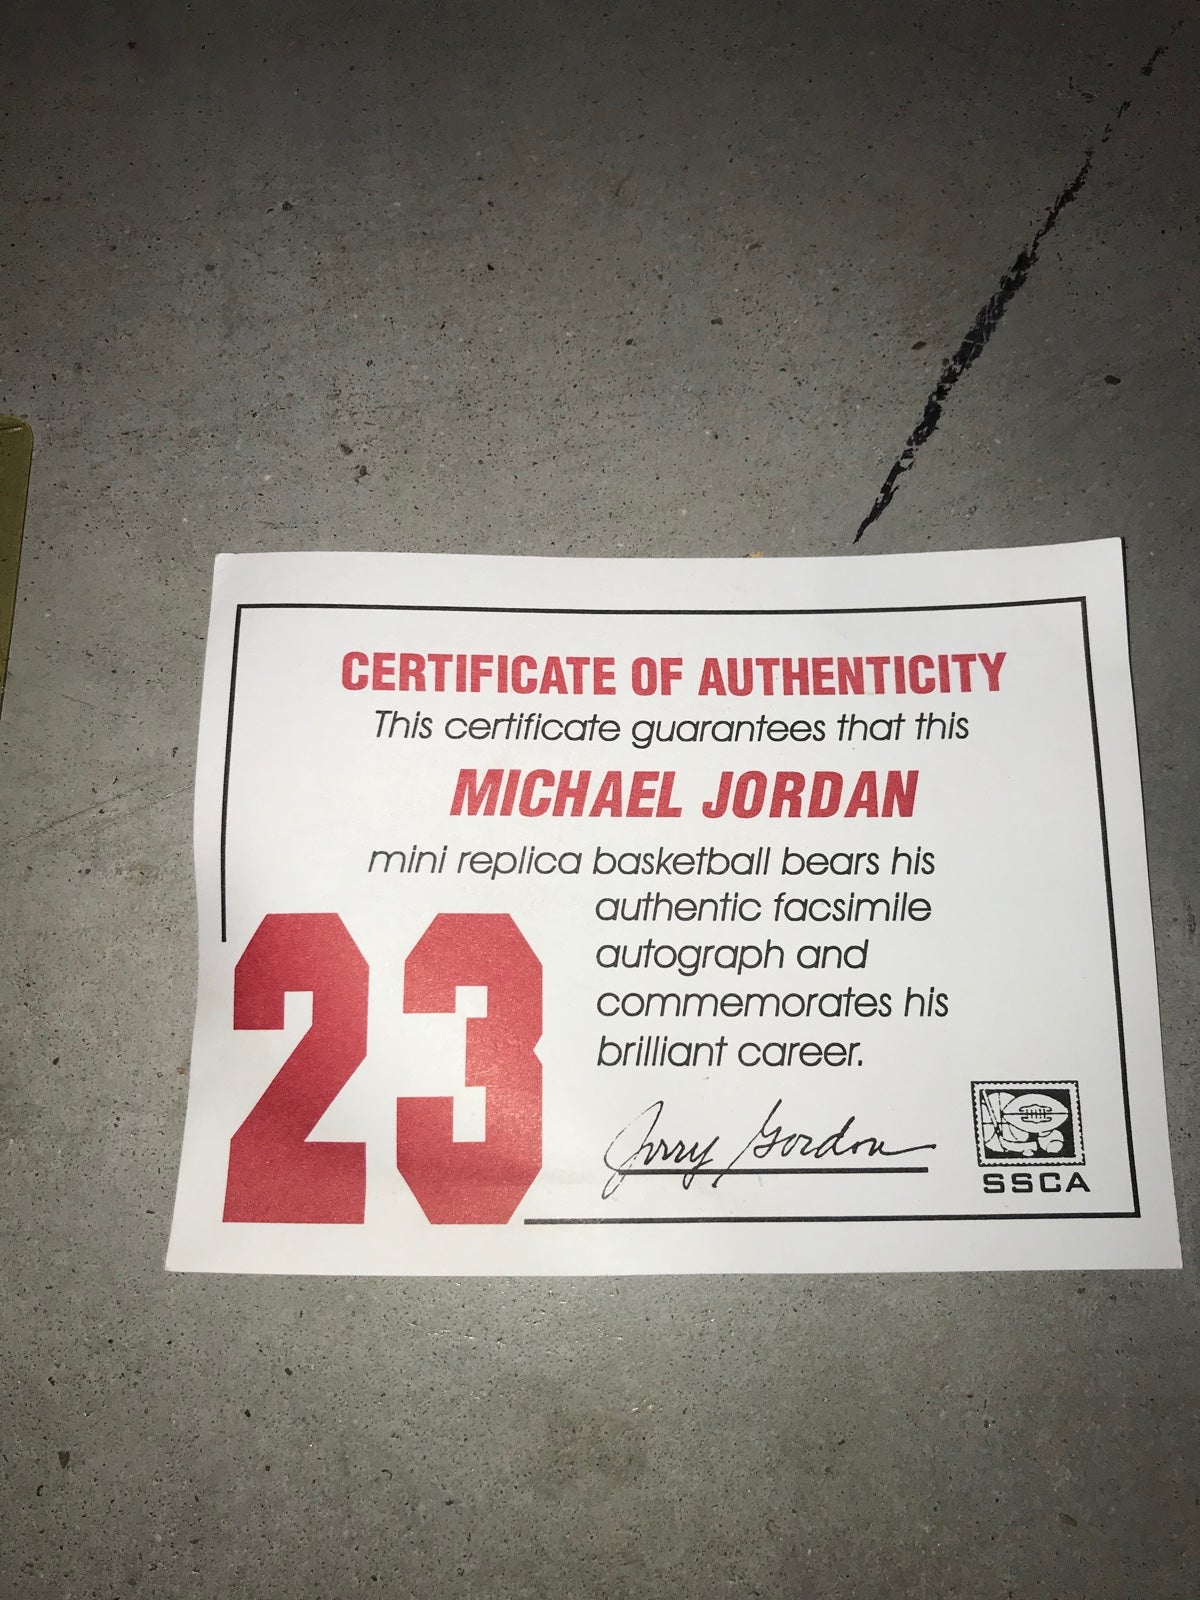 CERTIFICATE OF AUTHENTICITY
This certificate guarantees that this
MICHAEL JORDAN
mini replica basketball bears his
authentic facsimile
autograph and
commemorates his
brilliant career.
23
Jerry Gordon
SSCA